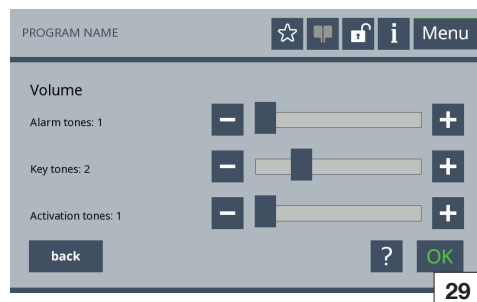 PROGRAM NAME
i
Menu
Volume
Alarm tones: 1
Key tones: 2
Activation tones: 1
back
?
OK
29